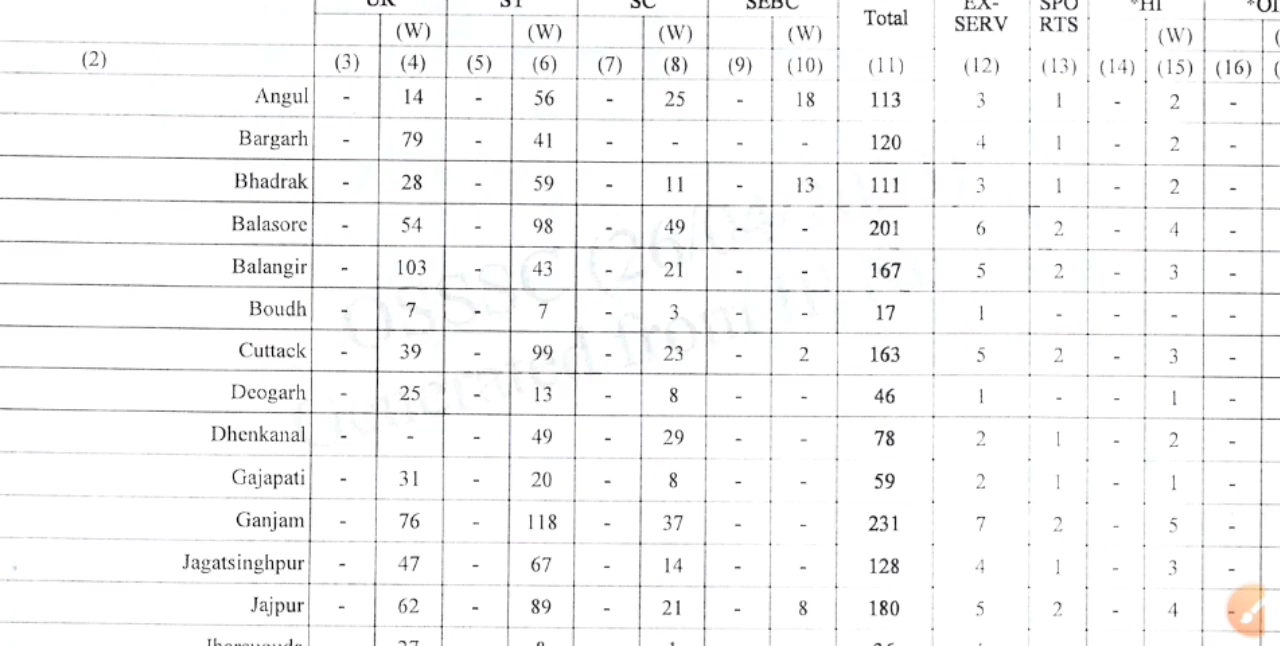 UR ST SC SEBC Total EX-SERV SPORTS *HI
(W) (W) (W) (W) (W)
(2) (3) (4) (5) (6) (7) (8) (9) (10) (11) (12) (13) (14) (15) (16)
Angul - 14 - 56 - 25 - 18 113 3 1 - 2 -
Bargarh - 79 - 41 - - - - 120 4 1 - 2 -
Bhadrak - 28 - 59 - 11 - 13 111 3 1 - 2 -
Balasore - 54 - 98 - 49 - - 201 6 2 - 4 -
Balangir - 103 - 43 - 21 - - 167 5 2 - 3 -
Boudh - 7 - 7 - 3 - - 17 1 - - - -
Cuttack - 39 - 99 - 23 - 2 163 5 2 - 3 -
Deogarh - 25 - 13 - 8 - - 46 1 - - 1 -
Dhenkanal - - - 49 - 29 - - 78 2 1 - 2 -
Gajapati - 31 - 20 - 8 - - 59 2 1 - 1 -
Ganjam - 76 - 118 - 37 - - 231 7 2 - 5 -
Jagatsinghpur - 47 - 67 - 14 - - 128 4 1 - 3 -
Jajpur - 62 - 89 - 21 - 8 180 5 2 - 4 -